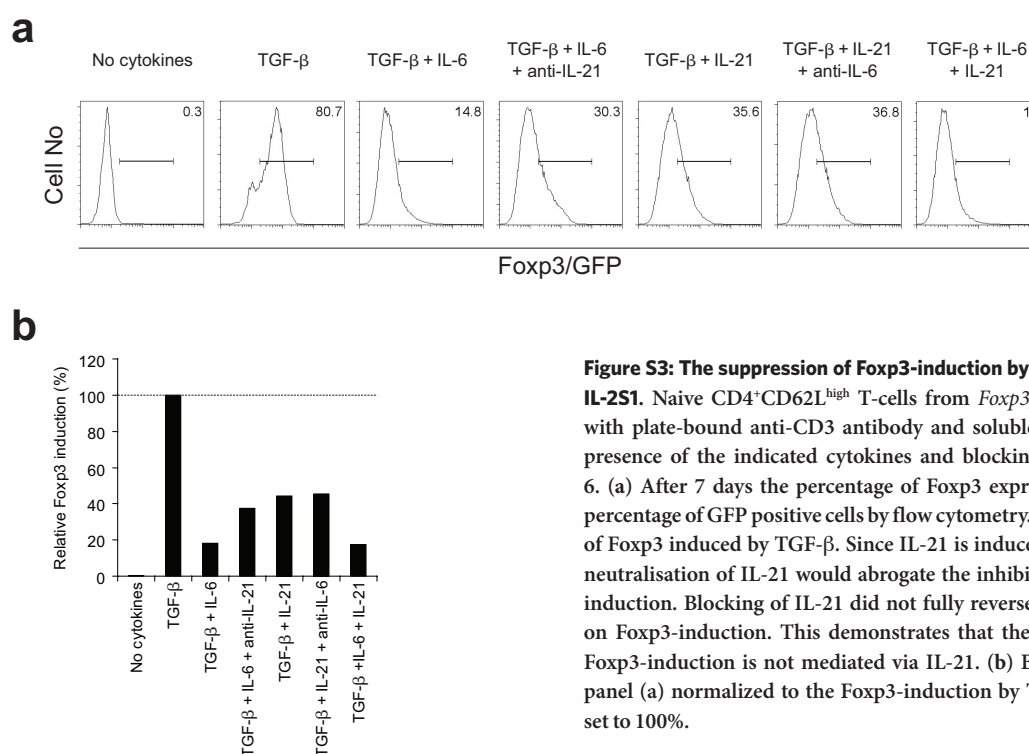 a
No cytokines
TGF-β
TGF-β + IL-6
TGF-β + IL-6
+ anti-IL-21
TGF-β + IL-21
TGF-β + IL-21
+ anti-IL-6
TGF-β + IL-6
+ IL-21
0.3
80.7
14.8
30.3
35.6
36.8
1
Cell No
Foxp3/GFP
b
Relative Foxp3 induction (%)
120
100
80
60
40
20
0
No cytokines
TGF-β
TGF-β + IL-6
TGF-β + IL-6 + anti-IL-21
TGF-β + IL-21
TGF-β + IL-21 + anti-IL-6
TGF-β +IL-6 + IL-21
Figure S3: The suppression of Foxp3-induction by
IL-2S1. Naive CD4⁺CD62Lʰⁱᵍʰ T-cells from Foxp3
with plate-bound anti-CD3 antibody and soluble
presence of the indicated cytokines and blockin
6. (a) After 7 days the percentage of Foxp3 expr
percentage of GFP positive cells by flow cytometry.
of Foxp3 induced by TGF-β. Since IL-21 is induce
neutralisation of IL-21 would abrogate the inhibi
induction. Blocking of IL-21 did not fully reverse
on Foxp3-induction. This demonstrates that the
Foxp3-induction is not mediated via IL-21. (b) B
panel (a) normalized to the Foxp3-induction by T
set to 100%.